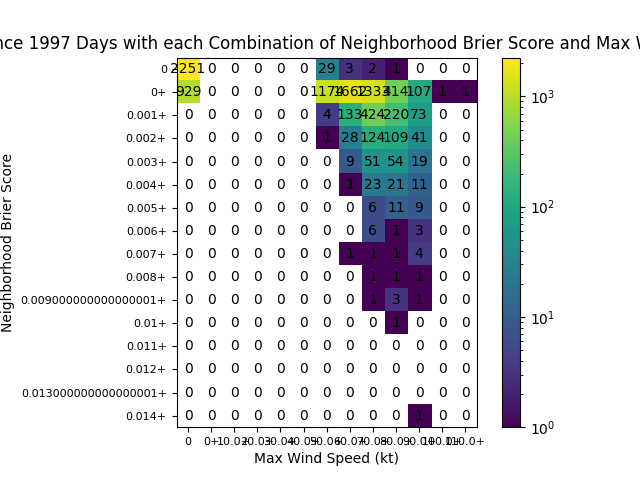 nce 1997 Days with each Combination of Neighborhood Brier Score and Max W
Neighborhood Brier Score
0 2251 0 0 0 0 0 29 3 2 1 0 0 0
0+ 929 0 0 0 0 0 1174 1662 1333 414 107 1 1
0.001+ 0 0 0 0 0 0 4 133 424 220 73 0 0
0.002+ 0 0 0 0 0 0 1 28 124 109 41 0 0
0.003+ 0 0 0 0 0 0 0 9 51 54 19 0 0
0.004+ 0 0 0 0 0 0 0 1 23 21 11 0 0
0.005+ 0 0 0 0 0 0 0 0 6 11 9 0 0
0.006+ 0 0 0 0 0 0 0 0 6 1 3 0 0
0.007+ 0 0 0 0 0 0 0 1 1 1 4 0 0
0.008+ 0 0 0 0 0 0 0 0 1 1 1 0 0
0.009000000000000001+ 0 0 0 0 0 0 0 0 1 3 1 0 0
0.01+ 0 0 0 0 0 0 0 0 0 1 0 0 0
0.011+ 0 0 0 0 0 0 0 0 0 0 0 0 0
0.012+ 0 0 0 0 0 0 0 0 0 0 0 0 0
0.013000000000000001+ 0 0 0 0 0 0 0 0 0 0 0 0 0
0.014+ 0 0 0 0 0 0 0 0 0 0 1 0 0
0 0+
Max Wind Speed (kt)
10³
10²
10¹
10⁰